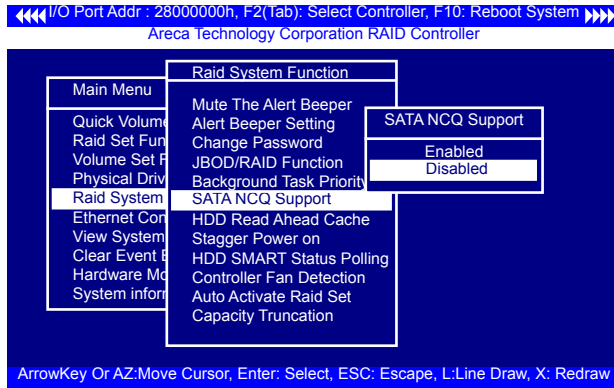 I/O Port Addr : 28000000h, F2(Tab): Select Controller, F10: Reboot System
Areca Technology Corporation RAID Controller
Main Menu
Quick Volume
Raid Set Fun
Volume Set F
Physical Driv
Raid System
Ethernet Con
View System
Clear Event
Hardware Mo
System infor
Raid System Function
Mute The Alert Beeper
Alert Beeper Setting
Change Password
JBOD/RAID Function
Background Task Priority
SATA NCQ Support
HDD Read Ahead Cache
Stagger Power on
HDD SMART Status Polling
Controller Fan Detection
Auto Activate Raid Set
Capacity Truncation
SATA NCQ Support
Enabled
Disabled
ArrowKey Or AZ:Move Cursor, Enter: Select, ESC: Escape, L:Line Draw, X: Redraw